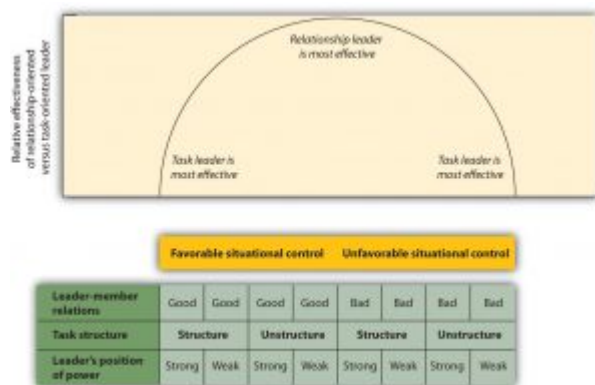 Relative effectiveness
of relationship-oriented
versus task-oriented leader
Relationship leader
is most effective
Task leader is
most effective
Task leader is
most effective
Favorable situational control
Unfavorable situational control
Leader-member
relations
Good Good Good Good Bad Bad Bad Bad
Task structure
Structure Unstructure Structure Unstructure
Leader's position
of power
Strong Weak Strong Weak Strong Weak Strong Weak